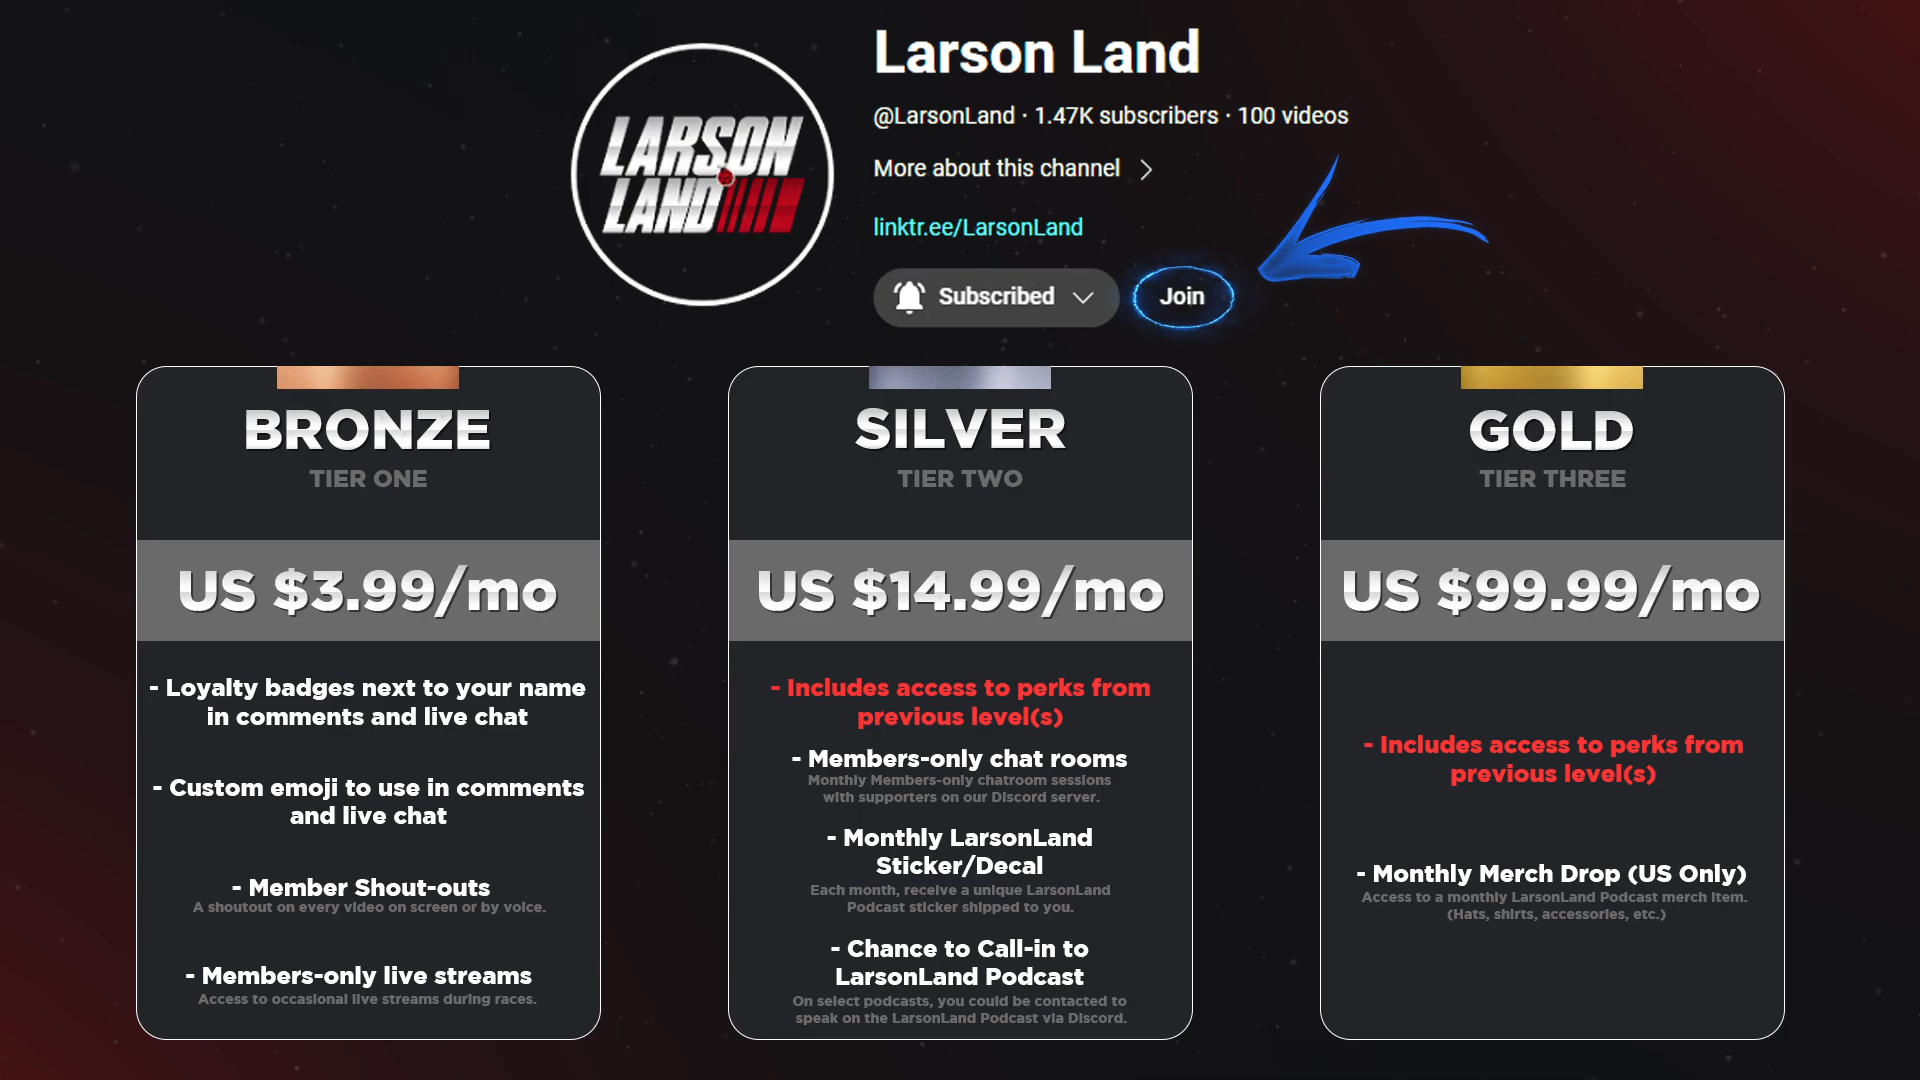 LARSON
LAND
Larson Land
@LarsonLand · 1.47K subscribers · 100 videos
More about this channel
linktr.ee/LarsonLand
Subscribed
Join
BRONZE
TIER ONE
US $3.99/mo
- Loyalty badges next to your name
in comments and live chat
- Custom emoji to use in comments
and live chat
- Member Shout-outs
A shoutout on every video on screen or by voice.
- Members-only live streams
Access to occasional live streams during races.
SILVER
TIER TWO
US $14.99/mo
- Includes access to perks from
previous level(s)
- Members-only chat rooms
Monthly Members-only chatroom sessions
with supporters on our Discord server.
- Monthly LarsonLand
Sticker/Decal
Each month, receive a unique LarsonLand
Podcast sticker shipped to you.
- Chance to Call-in to
LarsonLand Podcast
On select podcasts, you could be contacted to
speak on the LarsonLand Podcast via Discord.
GOLD
TIER THREE
US $99.99/mo
- Includes access to perks from
previous level(s)
- Monthly Merch Drop (US Only)
Access to a monthly LarsonLand Podcast merch item.
(Hats, shirts, accessories, etc.)